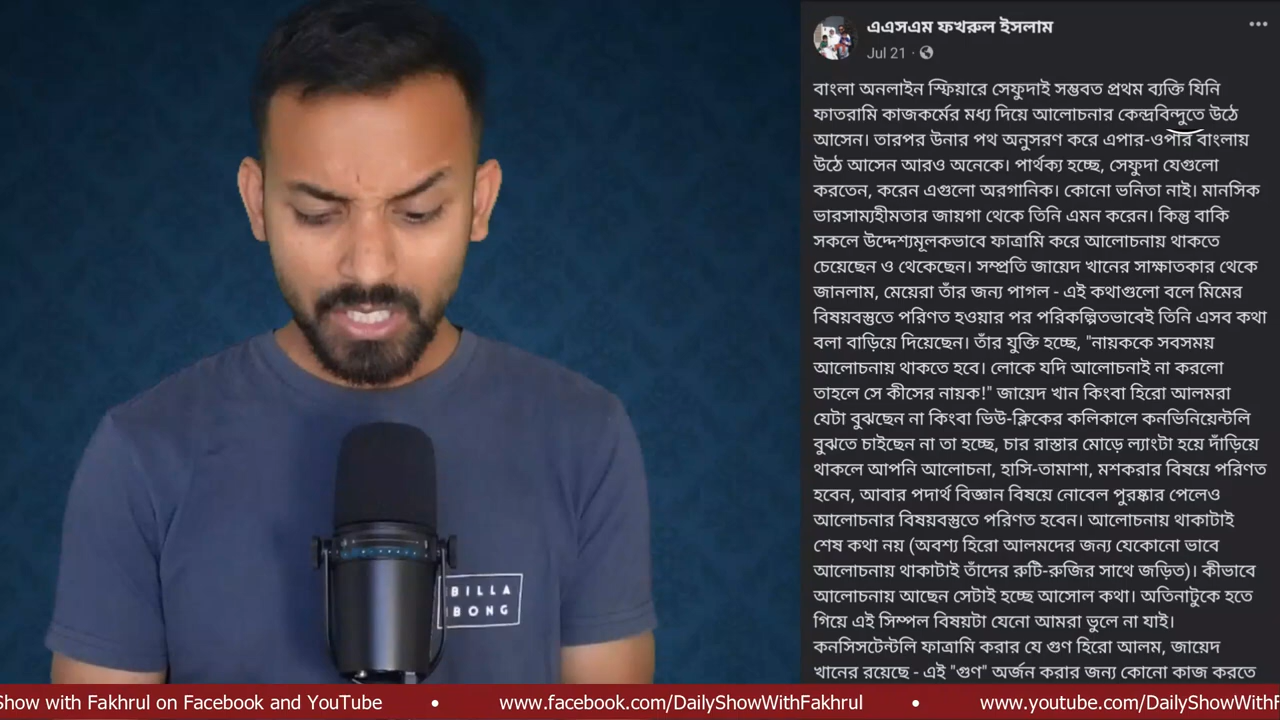 এএসএম ফখরুল ইসলাম
Jul 21 ·
বাংলা অনলাইন স্ফিয়ারে সেফুদাই সম্ভবত প্রথম ব্যক্তি যিনি
ফাতরামি কাজকর্মের মধ্য দিয়ে আলোচনার কেন্দ্রবিন্দুতে উঠে
আসেন। তারপর উনার পথ অনুসরণ করে এপার-ওপার বাংলায়
উঠে আসেন আরও অনেকে। পার্থক্য হচ্ছে, সেফুদা যেগুলো
করতেন, করেন এগুলো অরগানিক। কোনো ভনিতা নাই। মানসিক
ভারসাম্যহীমতার জায়গা থেকে তিনি এমন করেন। কিন্তু বাকি
সকলে উদ্দেশ্যমূলকভাবে ফাত্রামি করে আলোচনায় থাকতে
চেয়েছেন ও থেকেছেন। সম্প্রতি জায়েদ খানের সাক্ষাতকার থেকে
জানলাম, মেয়েরা তাঁর জন্য পাগল - এই কথাগুলো বলে মিমের
বিষয়বস্তুতে পরিণত হওয়ার পর পরিকল্পিতভাবেই তিনি এসব কথা
বলা বাড়িয়ে দিয়েছেন। তাঁর যুক্তি হচ্ছে, "নায়ককে সবসময়
আলোচনায় থাকতে হবে। লোকে যদি আলোচনাই না করলো
তাহলে সে কীসের নায়ক!" জায়েদ খান কিংবা হিরো আলমরা
যেটা বুঝছেন না কিংবা ভিউ-ক্লিকের কলিকালে কনভিনিয়েন্টলি
বুঝতে চাইছেন না তা হচ্ছে, চার রাস্তার মোড়ে ল্যাংটা হয়ে দাঁড়িয়ে
থাকলে আপনি আলোচনা, হাসি-তামাশা, মশকরার বিষয়ে পরিণত
হবেন, আবার পদার্থ বিজ্ঞান বিষয়ে নোবেল পুরষ্কার পেলেও
আলোচনার বিষয়বস্তুতে পরিণত হবেন। আলোচনায় থাকাটাই
শেষ কথা নয় (অবশ্য হিরো আলমদের জন্য যেকোনো ভাবে
আলোচনায় থাকাটাই তাঁদের রুটি-রুজির সাথে জড়িত)। কীভাবে
আলোচনায় আছেন সেটাই হচ্ছে আসোল কথা। অতিনাটুকে হতে
গিয়ে এই সিম্পল বিষয়টা যেনো আমরা ভুলে না যাই।
কনসিসটেন্টলি ফাত্রামি করার যে গুণ হিরো আলম, জায়েদ
খানের রয়েছে - এই "গুণ" অর্জন করার জন্য কোনো কাজ করতে
BILLA
BONG
Show with Fakhrul on Facebook and YouTube • www.facebook.com/DailyShowWithFakhrul • www.youtube.com/DailyShowWithF